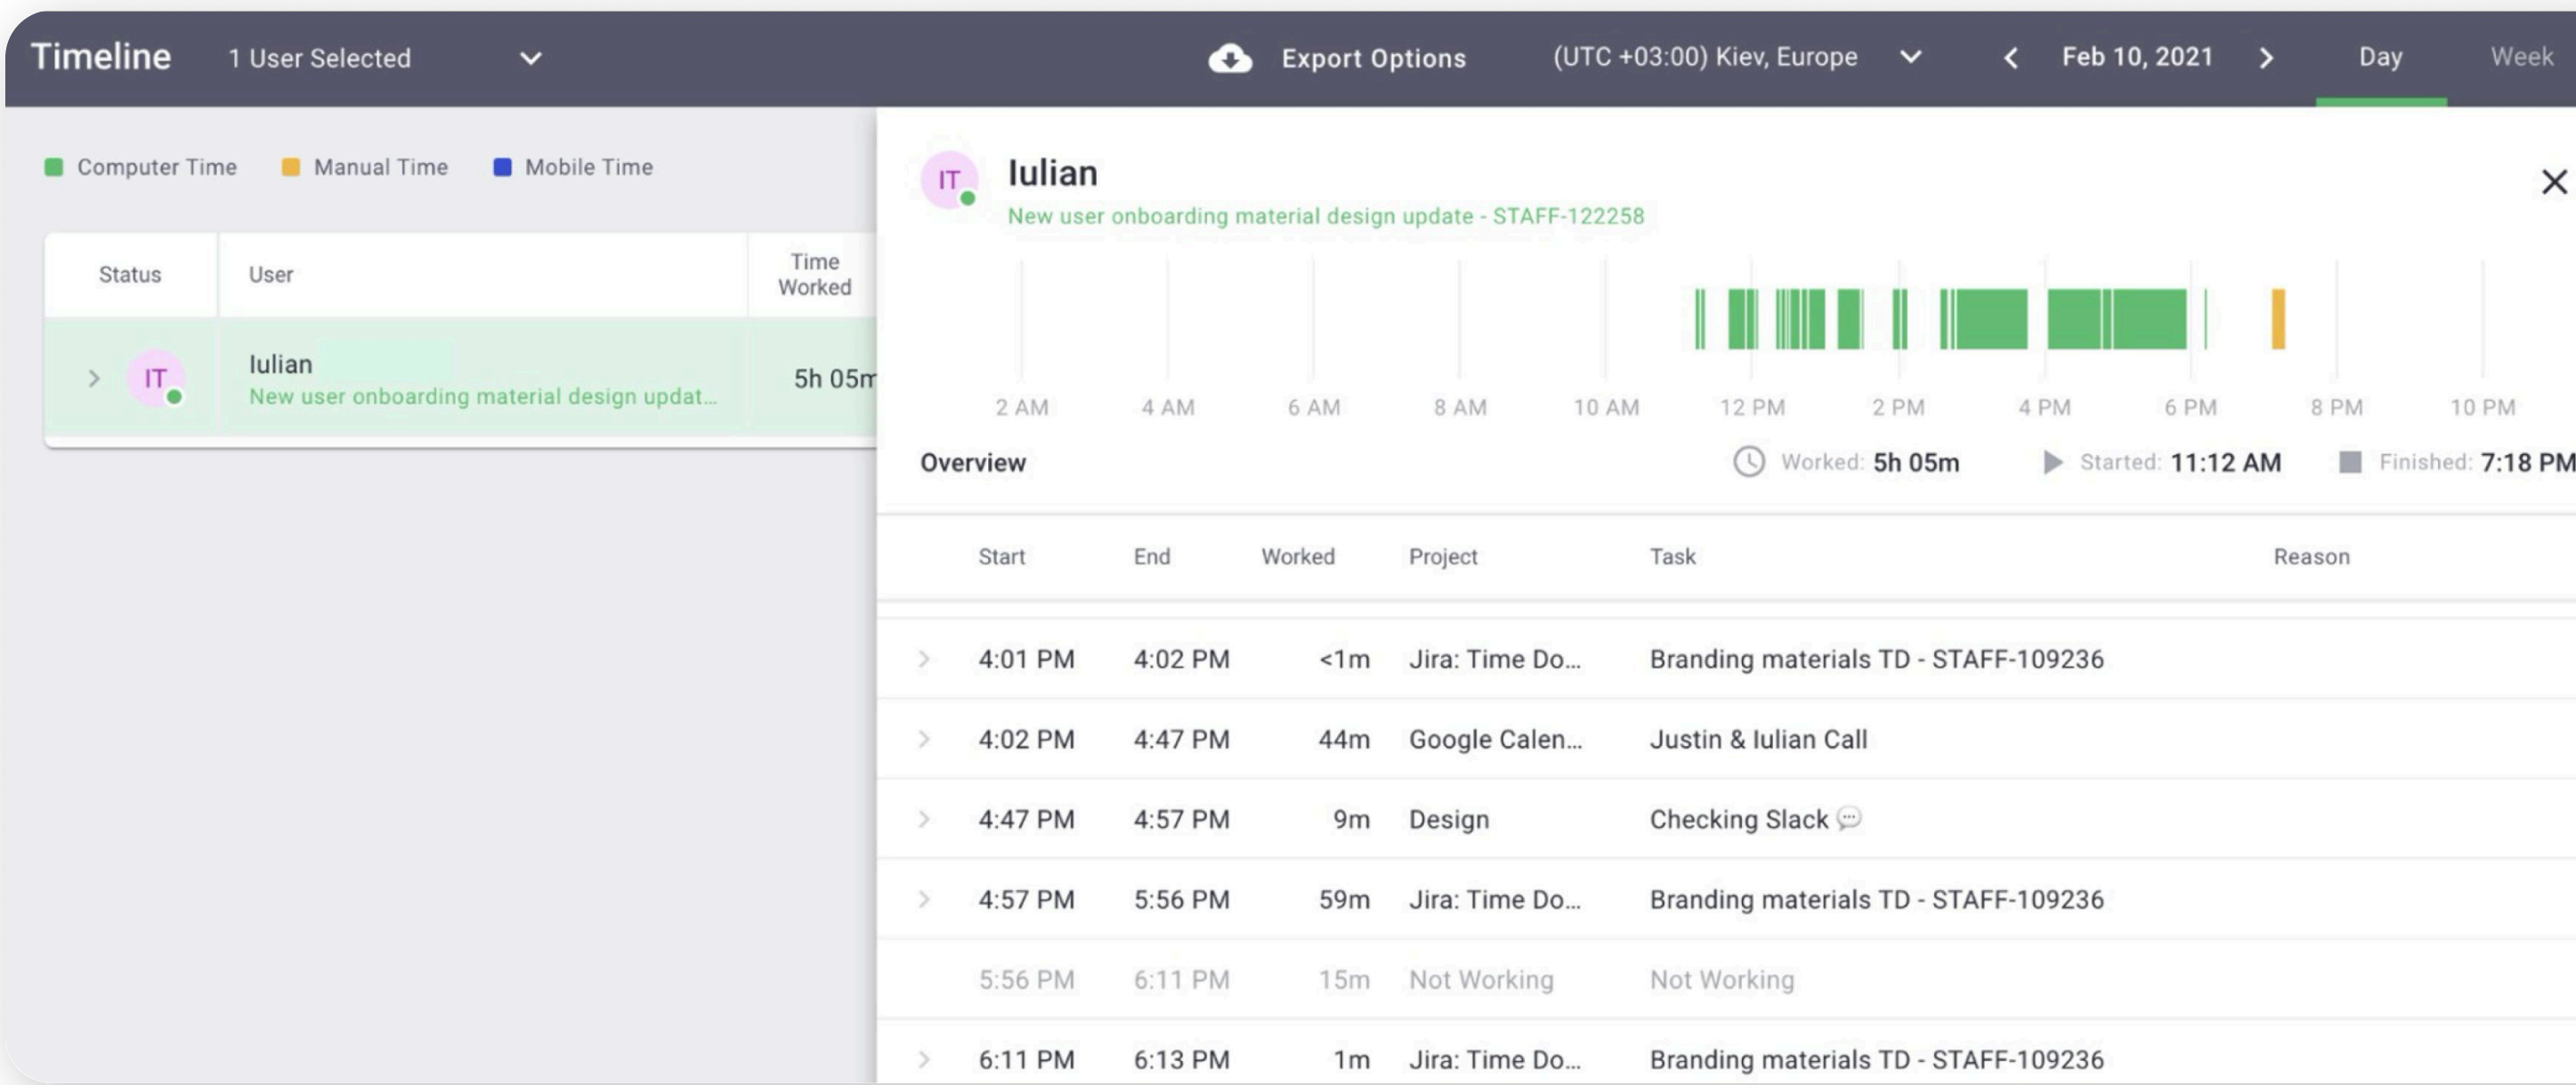 Timeline 1 User Selected Export Options (UTC +03:00) Kiev, Europe Feb 10, 2021 Day Week
Computer Time Manual Time Mobile Time
Status User Time Worked
IT Iulian 5h 05m
New user onboarding material design updat...
IT Iulian
New user onboarding material design update - STAFF-122258
2 AM 4 AM 6 AM 8 AM 10 AM 12 PM 2 PM 4 PM 6 PM 8 PM 10 PM
Overview Worked: 5h 05m Started: 11:12 AM Finished: 7:18 PM
Start End Worked Project Task Reason
4:01 PM 4:02 PM <1m Jira: Time Do... Branding materials TD - STAFF-109236
4:02 PM 4:47 PM 44m Google Calen... Justin & Iulian Call
4:47 PM 4:57 PM 9m Design Checking Slack 💬
4:57 PM 5:56 PM 59m Jira: Time Do... Branding materials TD - STAFF-109236
5:56 PM 6:11 PM 15m Not Working Not Working
6:11 PM 6:13 PM 1m Jira: Time Do... Branding materials TD - STAFF-109236